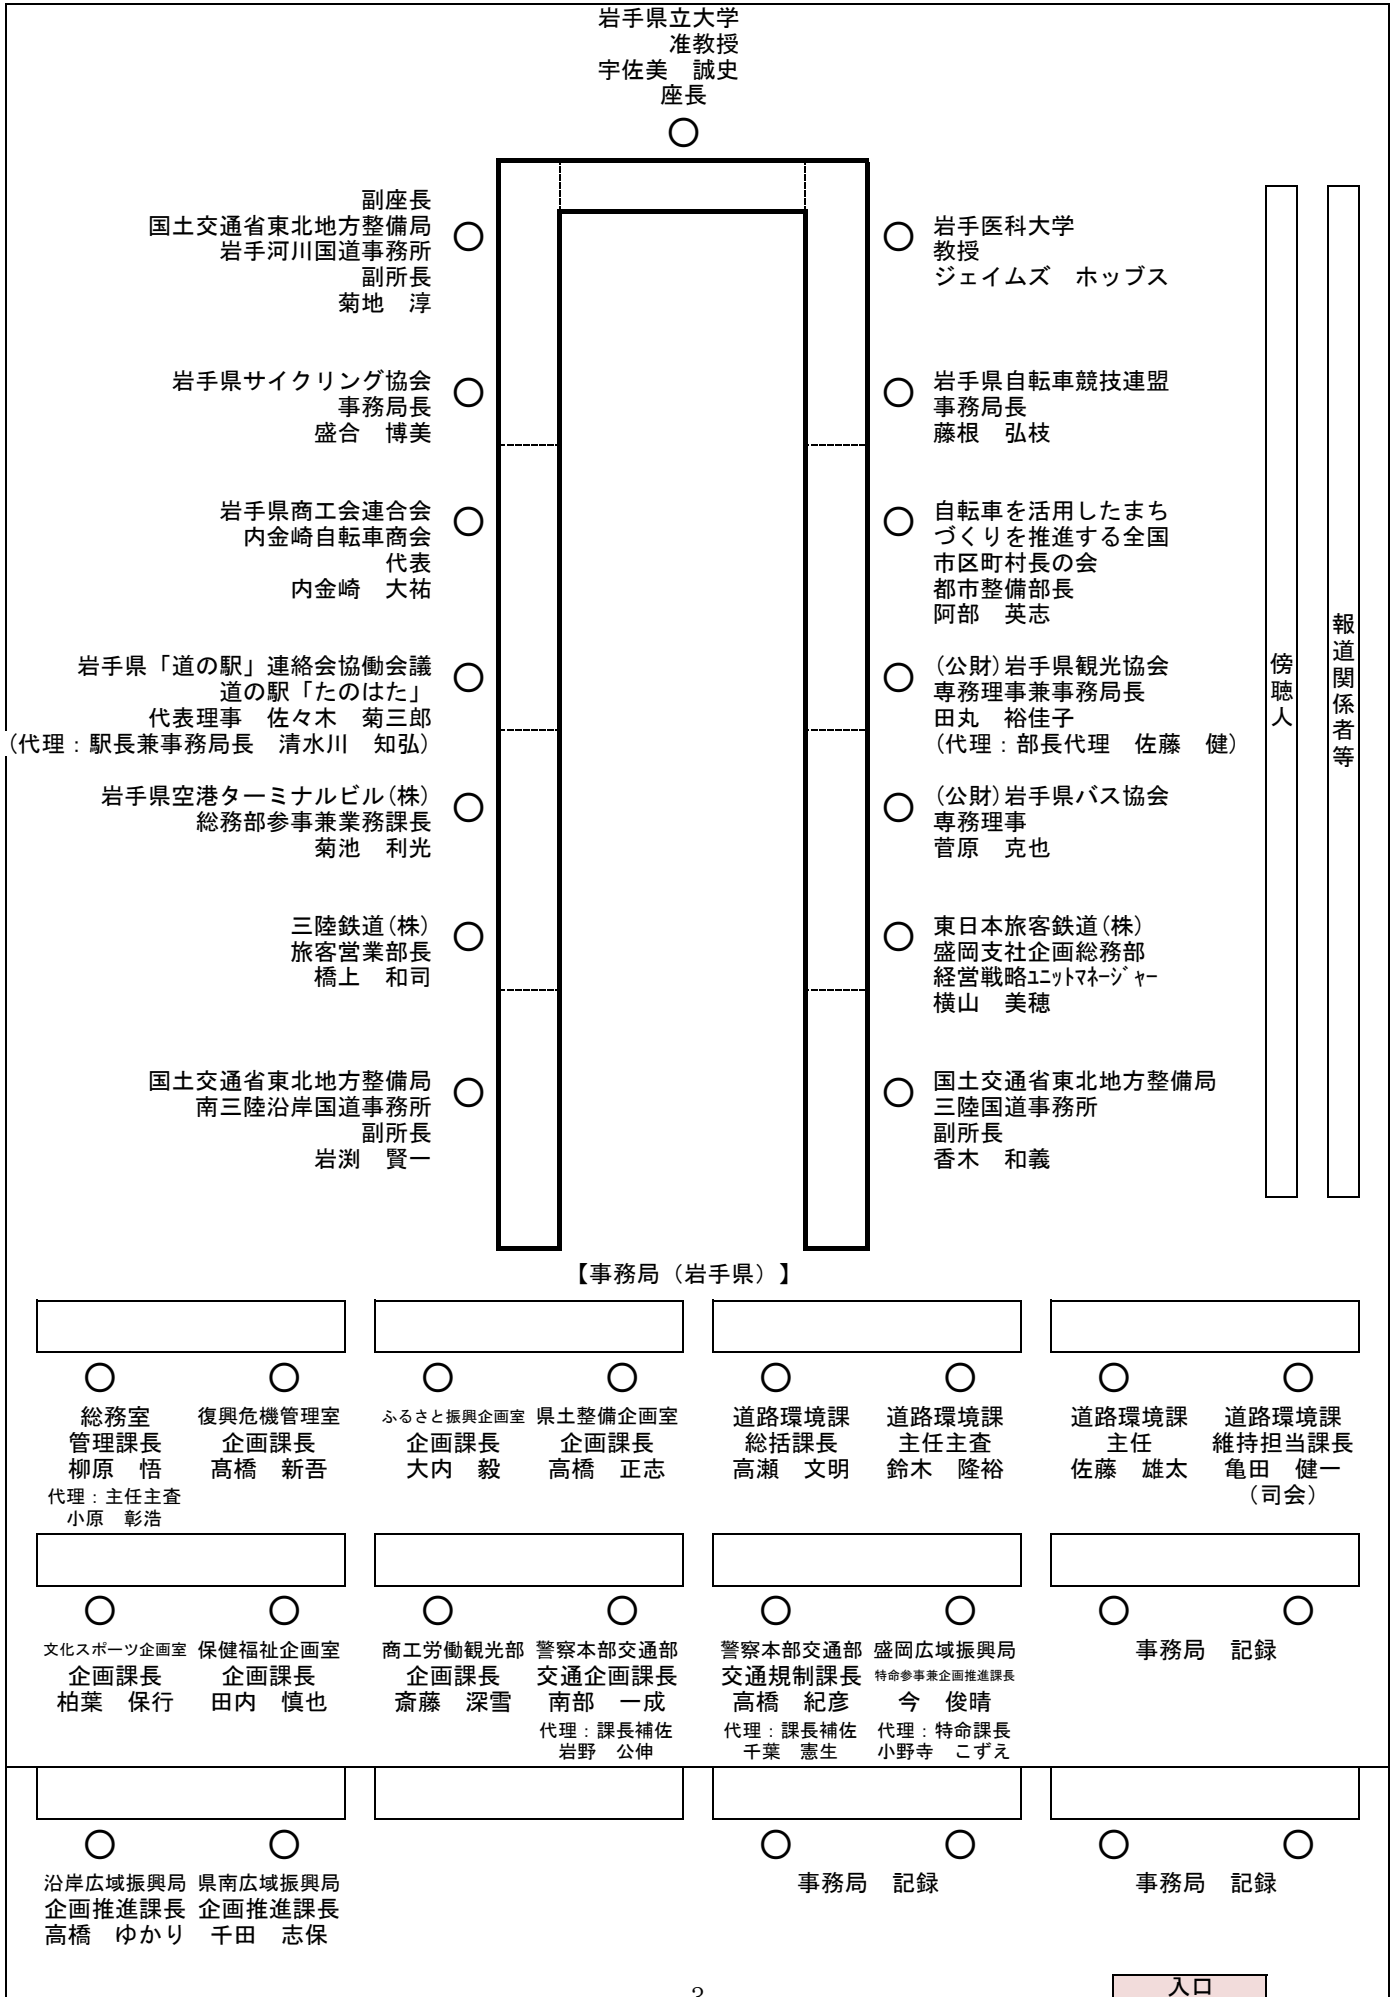 岩手県立大学
准教授
宇佐美　誠史
座長
副座長
国土交通省東北地方整備局
岩手河川国道事務所
副所長
菊地　淳
岩手県サイクリング協会
事務局長
盛合　博美
岩手県商工会連合会
内金崎自転車商会
代表
内金崎　大祐
岩手県「道の駅」連絡会協働会議
道の駅「たのはた」
代表理事　佐々木　菊三郎
(代理：駅長兼事務局長　清水川　知弘)
岩手県空港ターミナルビル(株)
総務部参事兼業務課長
菊池　利光
三陸鉄道(株)
旅客営業部長
橋上　和司
国土交通省東北地方整備局
南三陸沿岸国道事務所
副所長
岩渕　賢一
岩手医科大学
教授
ジェイムズ　ホッブス
岩手県自転車競技連盟
事務局長
藤根　弘枝
自転車を活用したまち
づくりを推進する全国
市区町村長の会
都市整備部長
阿部　英志
(公財)岩手県観光協会
専務理事兼事務局長
田丸　裕佳子
(代理：部長代理　佐藤　健)
(公財)岩手県バス協会
専務理事
菅原　克也
東日本旅客鉄道(株)
盛岡支社企画総務部
経営戦略ﾕﾆｯﾄﾏﾈｰｼﾞｬｰ
横山　美穂
国土交通省東北地方整備局
三陸国道事務所
副所長
香木　和義
傍聴人
報道関係者等
【事務局（岩手県）】
総務室
管理課長
柳原　悟
代理：主任主査
小原　彰浩
復興危機管理室
企画課長
髙橋　新吾
ふるさと振興企画室
企画課長
大内　毅
県土整備企画室
企画課長
高橋　正志
道路環境課
総括課長
高瀬　文明
道路環境課
主任主査
鈴木　隆裕
道路環境課
主任
佐藤　雄太
道路環境課
維持担当課長
亀田　健一
（司会）
文化スポーツ企画室
企画課長
柏葉　保行
保健福祉企画室
企画課長
田内　慎也
商工労働観光部
企画課長
斎藤　深雪
警察本部交通部
交通企画課長
南部　一成
代理：課長補佐
岩野　公伸
警察本部交通部
交通規制課長
高橋　紀彦
代理：課長補佐
千葉　憲生
盛岡広域振興局
特命参事兼企画推進課長
今　俊晴
代理：特命課長
小野寺　こずえ
事務局　記録
沿岸広域振興局
企画推進課長
高橋　ゆかり
県南広域振興局
企画推進課長
千田　志保
事務局　記録
事務局　記録
3
入口